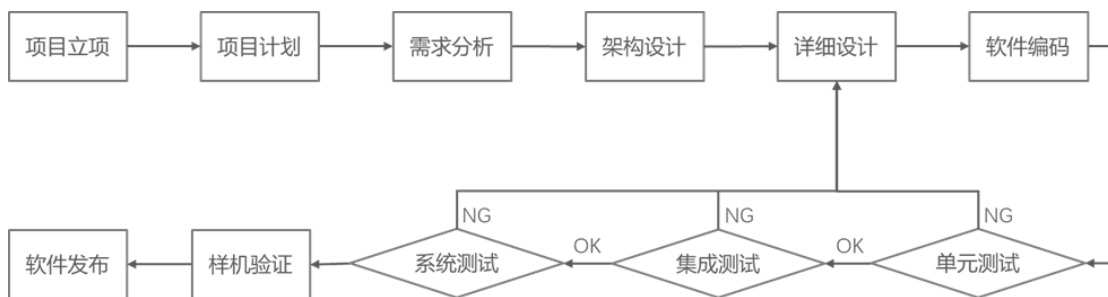 项目立项
项目计划
需求分析
架构设计
详细设计
软件编码
NG
NG
NG
软件发布
样机验证
系统测试
OK
集成测试
OK
单元测试